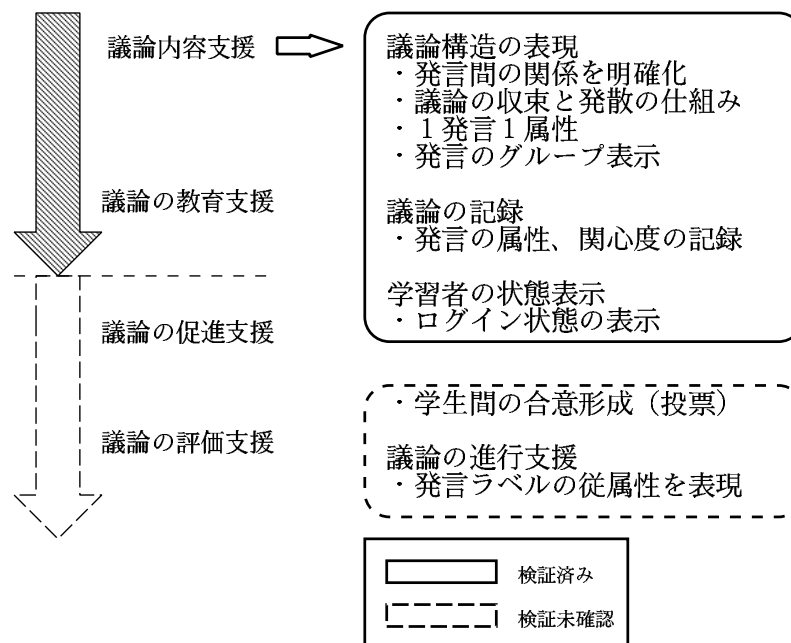 議論内容支援
議論の教育支援
議論の促進支援
議論の評価支援
議論構造の表現
・発言間の関係を明確化
・議論の収束と発散の仕組み
・１発言１属性
・発言のグループ表示
議論の記録
・発言の属性、関心度の記録
学習者の状態表示
・ログイン状態の表示
・学生間の合意形成（投票）
議論の進行支援
・発言ラベルの従属性を表現
検証済み
検証未確認